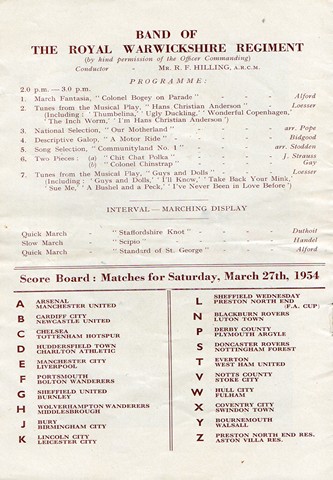 BAND OF
THE ROYAL WARWICKSHIRE REGIMENT
(by kind permission of the Officer Commanding)
Conductor - Mr. R. F. HILLING, A.R.C.M.
PROGRAMME:
2.0 p.m.—3.0 p.m.
1. March Fantasia, "Colonel Bogey on Parade" - Alford
2. Tunes from the Musical Play, "Hans Christian Anderson" - Loesser
(Including: 'Thumbelina,' 'Ugly Duckling,' 'Wonderful Copenhagen,'
'The Inch Worm,' 'I'm Hans Christian Anderson')
3. National Selection, "Our Motherland" - arr. Pope
4. Descriptive Galop, "A Motor Ride" - Bidgood
5. Song Selection, "Communityland No. 1" - arr. Stodden
6. Two Pieces: (a) "Chit Chat Polka" - J. Strauss
(b) "Colonel Chinstrap" - Gay
7. Tunes from the Musical Play, "Guys and Dolls" - Loesser
(Including: 'Guys and Dolls,' 'I'll Know,' 'Take Back Your Mink,'
'Sue Me,' 'A Bushel and a Peck,' 'I've Never Been in Love Before')
INTERVAL—MARCHING DISPLAY
Quick March "Staffordshire Knot" - Duthoit
Slow March "Scipio" - Handel
Quick March "Standard of St. George" - Alford
Score Board: Matches for Saturday, March 27th, 1954
A ARSENAL
MANCHESTER UNITED
B CARDIFF CITY
NEWCASTLE UNITED
C CHELSEA
TOTTENHAM HOTSPUR
D HUDDERSFIELD TOWN
CHARLTON ATHLETIC
E MANCHESTER CITY
LIVERPOOL
F PORTSMOUTH
BOLTON WANDERERS
G SHEFFIELD UNITED
BURNLEY
H WOLVERHAMPTON WANDERERS
MIDDLESBROUGH
J BURY
BIRMINGHAM CITY
K LINCOLN CITY
LEICESTER CITY
L SHEFFIELD WEDNESDAY
PRESTON NORTH END
(F.A. CUP)
N BLACKBURN ROVERS
LUTON TOWN
P DERBY COUNTY
PLYMOUTH ARGYLE
S DONCASTER ROVERS
NOTTINGHAM FOREST
T EVERTON
WEST HAM UNITED
V NOTTS COUNTY
STOKE CITY
W HULL CITY
FULHAM
X COVENTRY CITY
SWINDON TOWN
Y BOURNEMOUTH
WALSALL
Z PRESTON NORTH END RES.
ASTON VILLA RES.